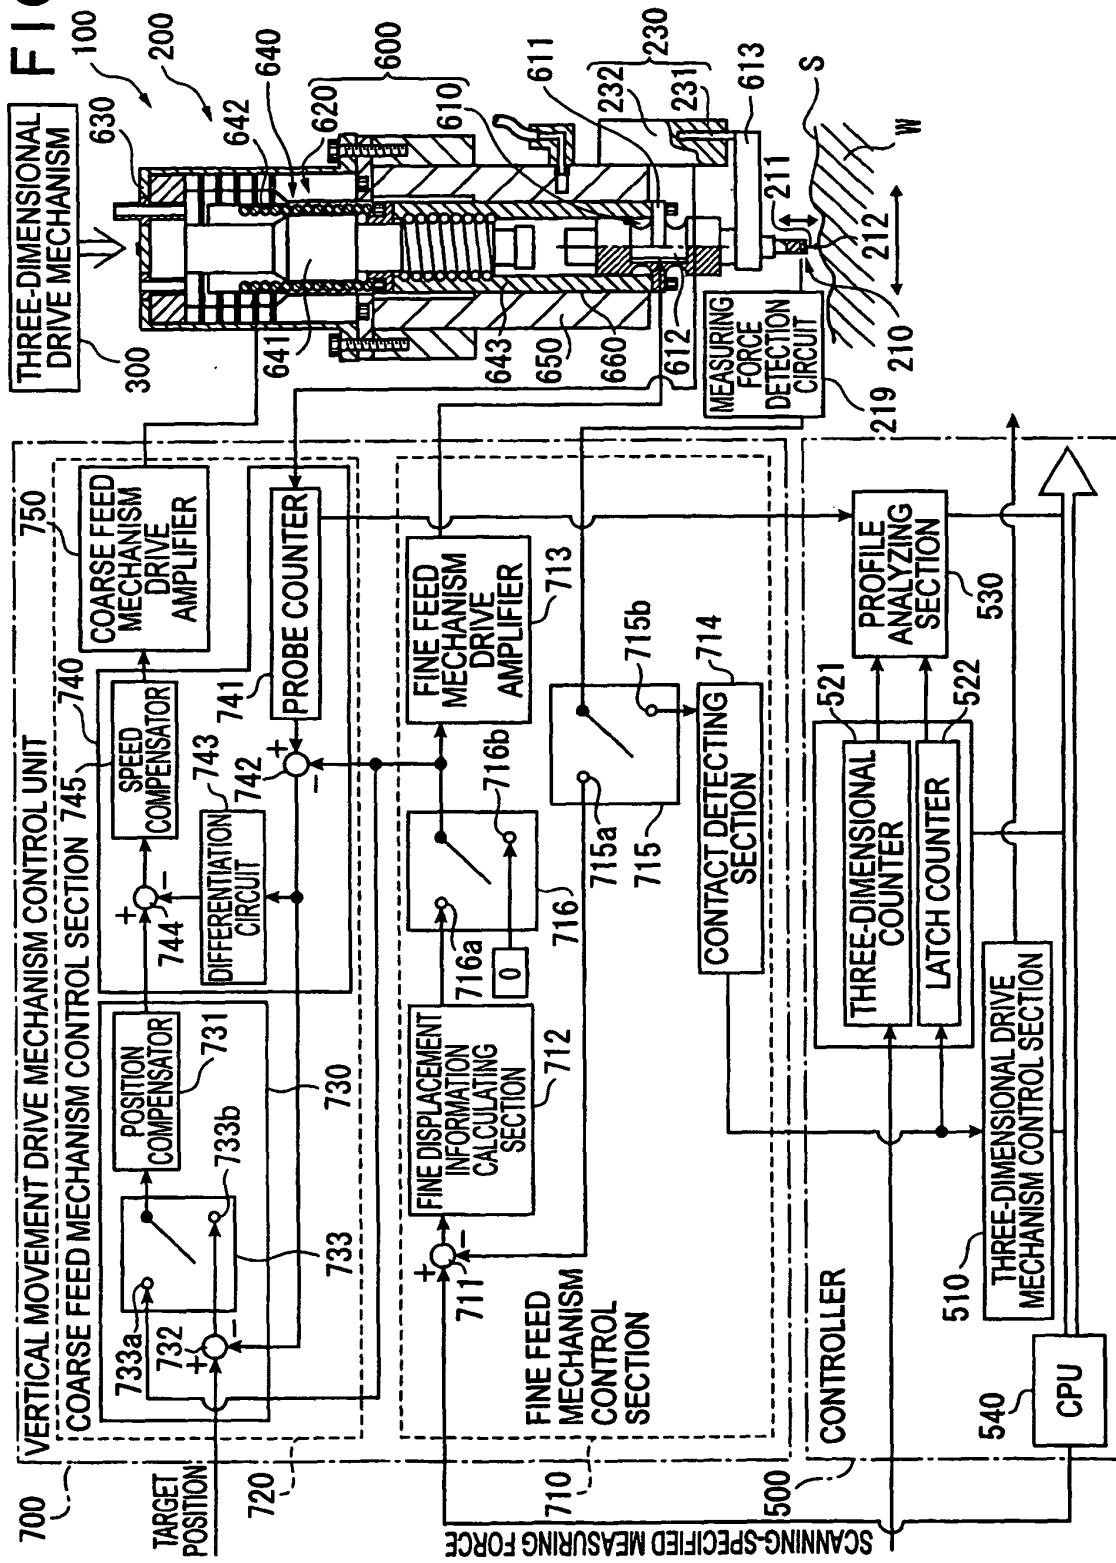 FIG
100
200
THREE-DIMENSIONAL
DRIVE MECHANISM
300
630
642
640
620
600
610
611
230
232
231
613
S
W
211
212
210
641
643
650
660
612
MEASURING
FORCE
DETECTION
CIRCUIT
219
700
VERTICAL MOVEMENT DRIVE MECHANISM CONTROL UNIT
COARSE FEED MECHANISM CONTROL SECTION
745
740
750
COARSE FEED
MECHANISM
DRIVE
AMPLIFIER
SPEED
COMPENSATOR
+
-
744
743
DIFFERENTIATION
CIRCUIT
742
+
-
741
PROBE COUNTER
POSITION
COMPENSATOR
731
730
733a
733b
733
732
+
-
TARGET
POSITION
720
FINE FEED
MECHANISM
DRIVE
AMPLIFIER
713
716a
716b
716
0
FINE DISPLACEMENT
INFORMATION
CALCULATING
SECTION
712
+
-
711
715a
715b
715
714
CONTACT DETECTING
SECTION
FINE FEED
MECHANISM
CONTROL
SECTION
710
SCANNING-SPECIFIED MEASURING FORCE
CONTROLLER
500
PROFILE
ANALYZING
SECTION
530
521
THREE-DIMENSIONAL
COUNTER
LATCH COUNTER
522
THREE-DIMENSIONAL DRIVE
MECHANISM CONTROL SECTION
510
540
CPU